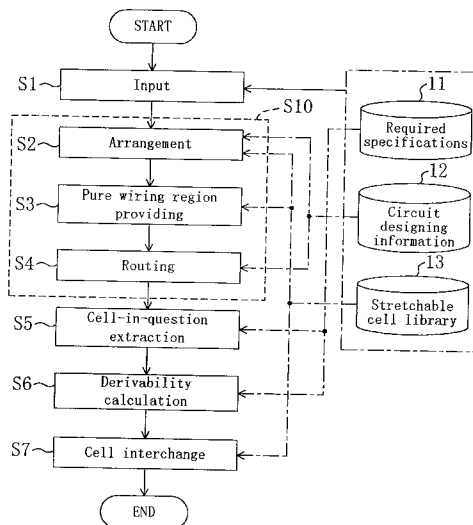 START
S1
Input
S10
S2
Arrangement
S3
Pure wiring region
providing
S4
Routing
S5
Cell-in-question
extraction
S6
Derivability
calculation
S7
Cell interchange
END
11
Required
specifications
12
Circuit
designing
information
13
Stretchable
cell library